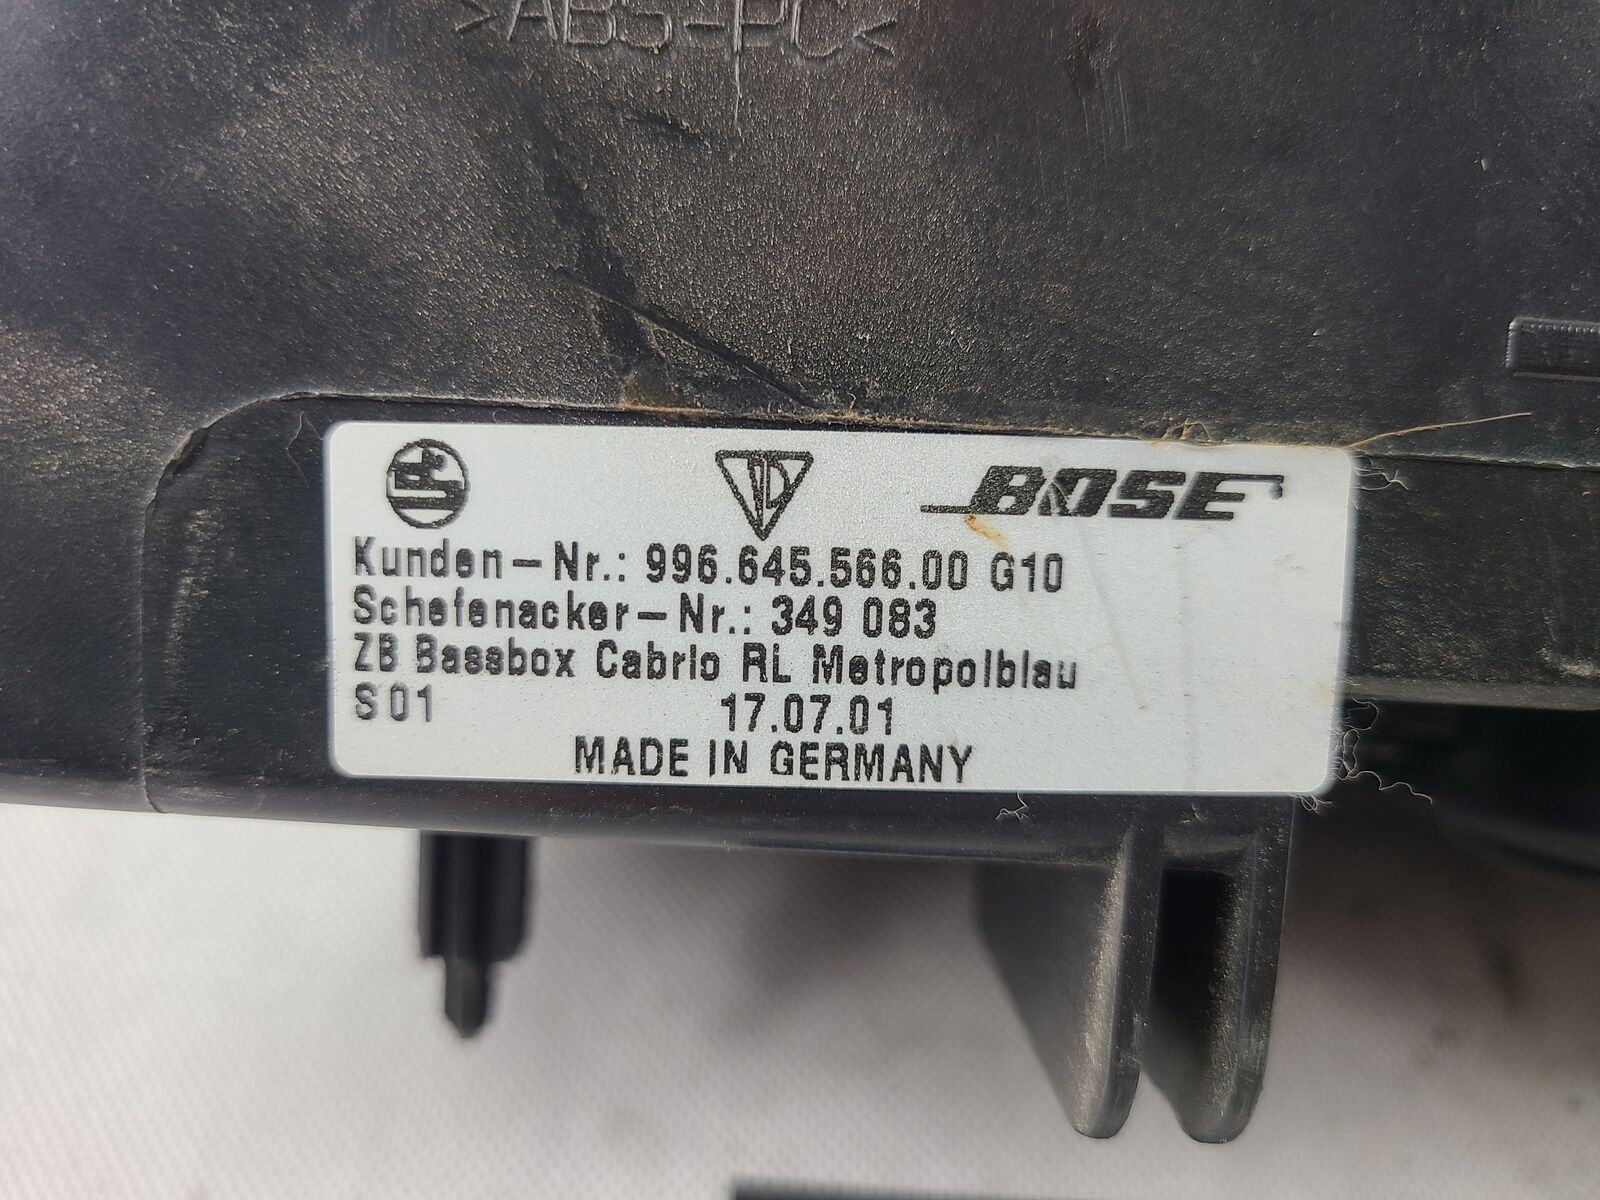 >ABS-PC<
BOSE
Kunden-Nr.: 996.645.566.00 G10
Schefenacker-Nr.: 349 083
ZB Bassbox Cabrio RL Metropolblau
S01 17.07.01
MADE IN GERMANY